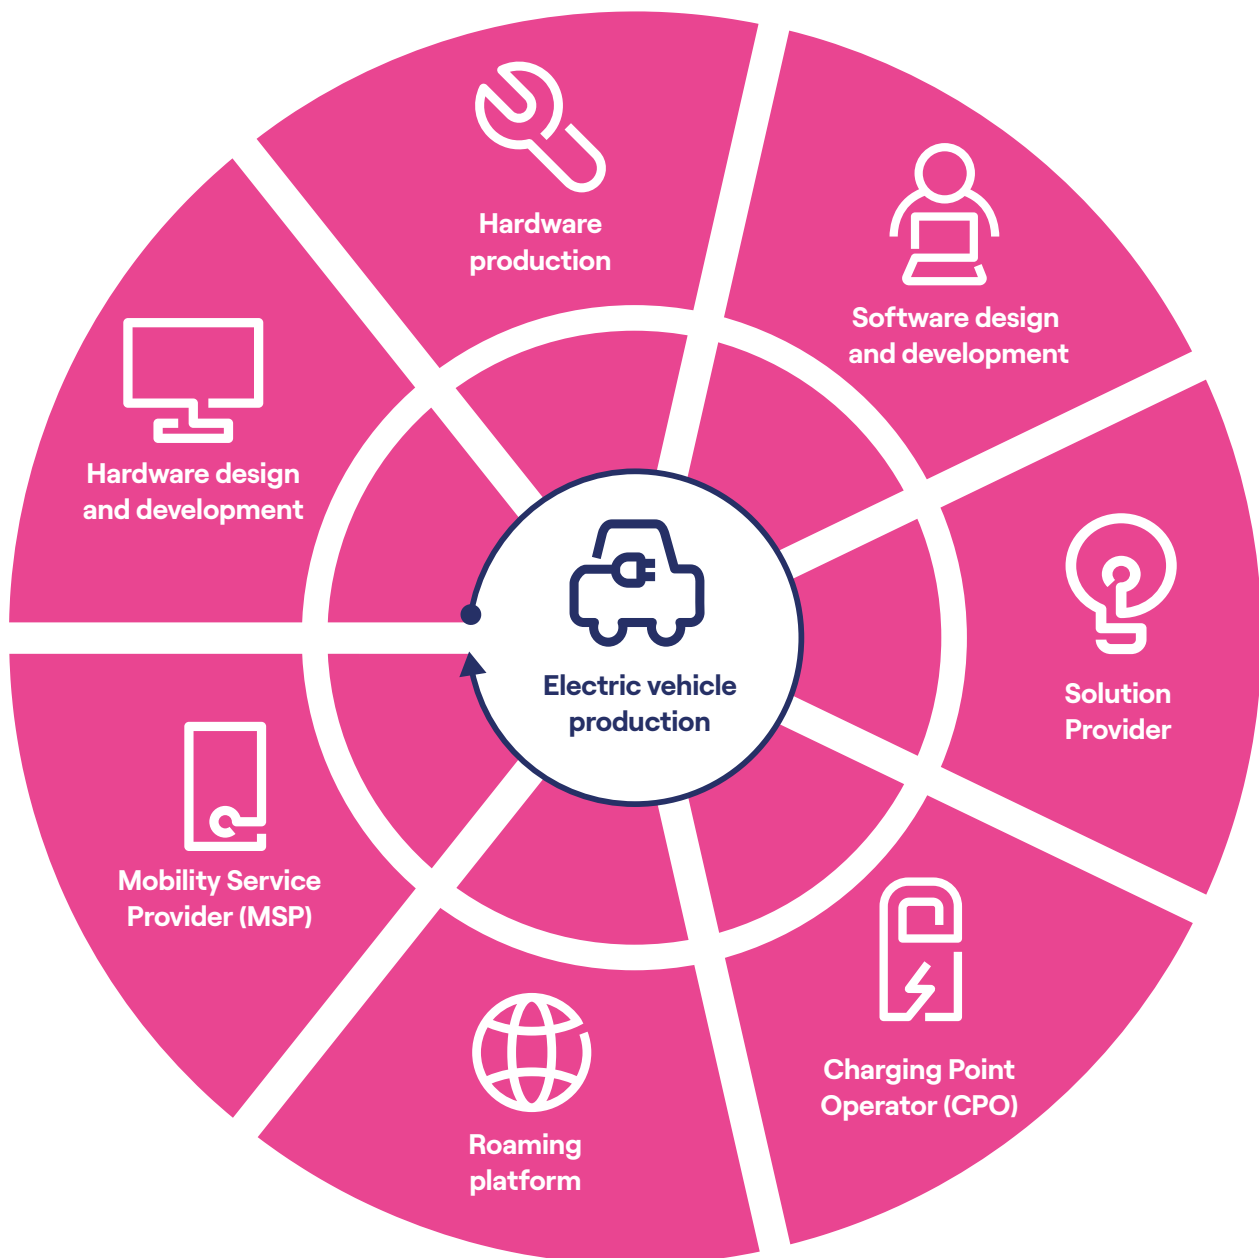 Hardware
production
Software design
and development
Hardware design
and development
Solution
Provider
Electric vehicle
production
Mobility Service
Provider (MSP)
Charging Point
Operator (CPO)
Roaming
platform